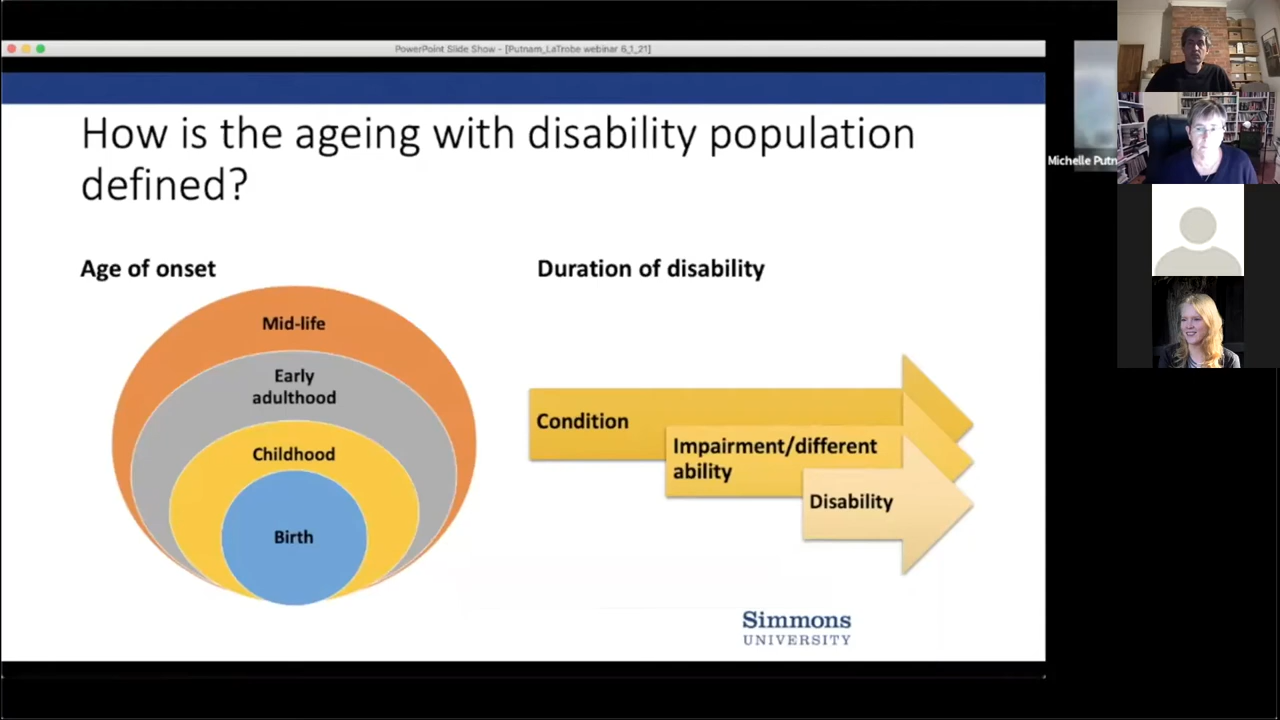 PowerPoint Slide Show - [Putnam_LaTrobe webinar 6_1_21]
How is the ageing with disability population
defined?
Age of onset
Duration of disability
Mid-life
Early
adulthood
Childhood
Birth
Condition
Impairment/different
ability
Disability
Simmons
UNIVERSITY
Michelle Putn